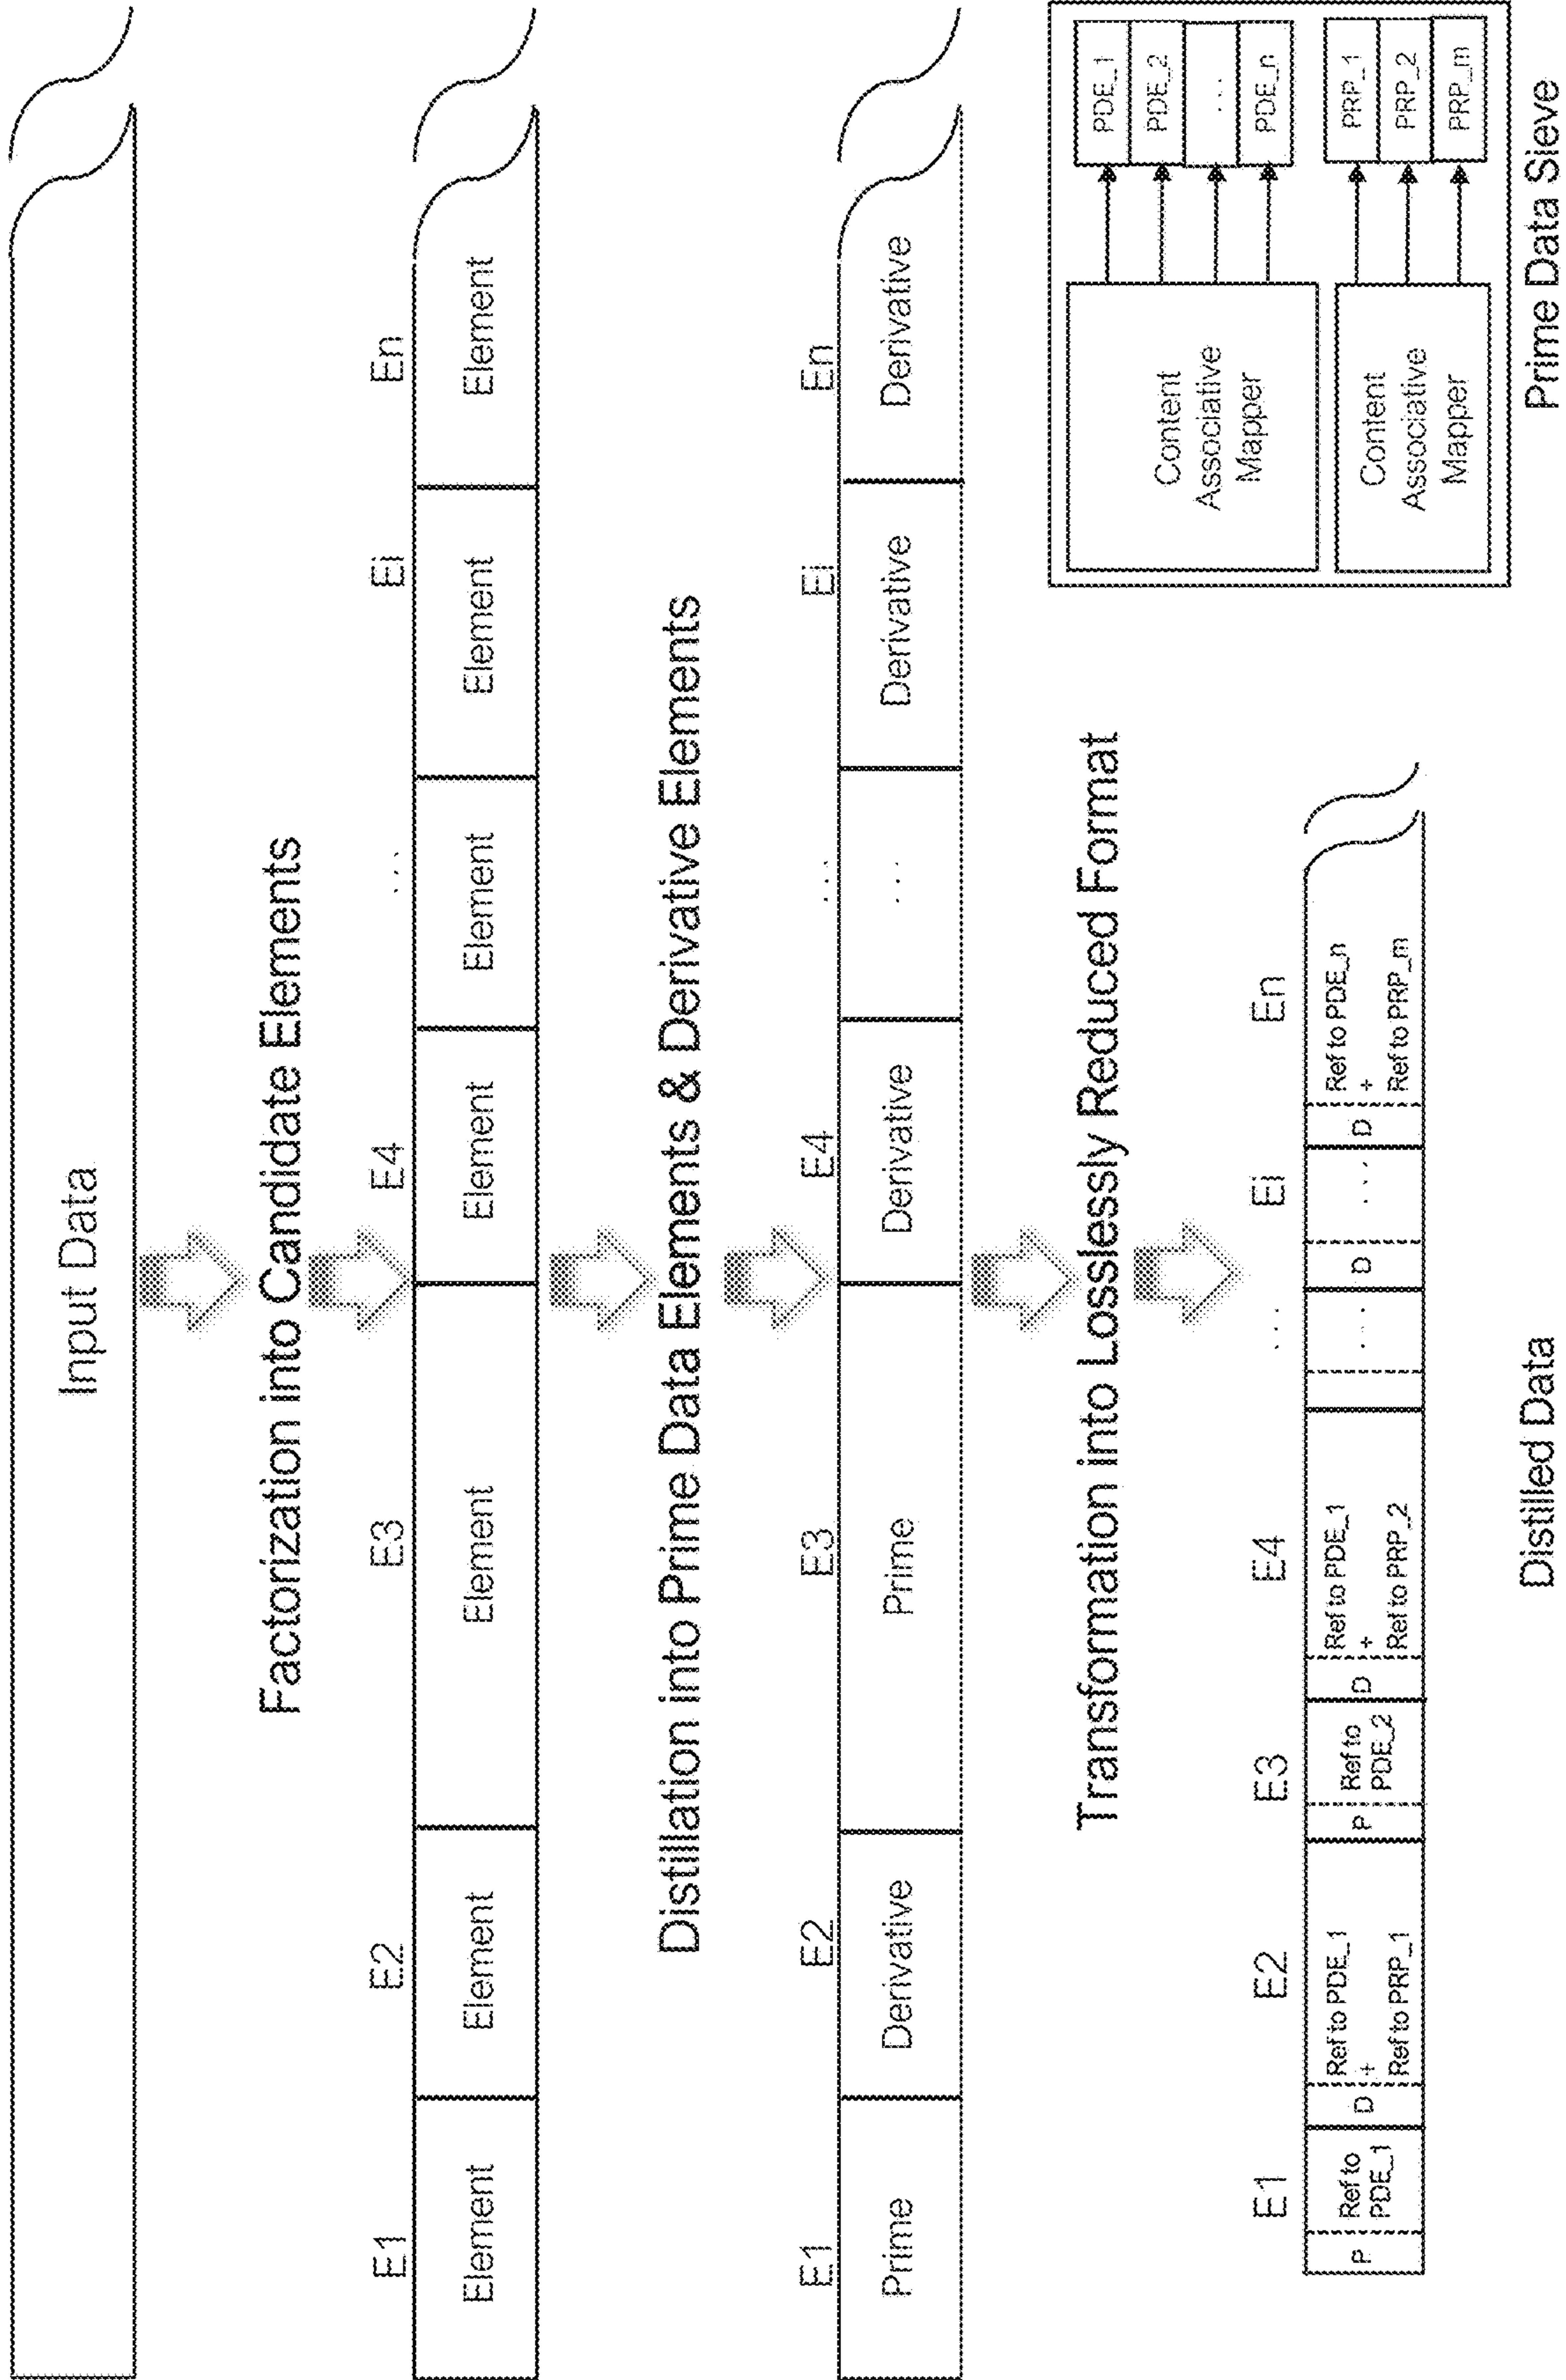 Input Data
Factorization into Candidate Elements
E1 E2 E3 E4 ... Ei En
Element Element Element Element Element Element Element
Distillation into Prime Data Elements & Derivative Elements
E1 E2 E3 E4 ... Ei En
Prime Derivative Prime Derivative ... Derivative Derivative
Transformation into Losslessly Reduced Format
E1 E2 E3 E4 ... Ei En
P
Ref to
PDE_1
D
Ref to PDE_1
+
Ref to PRP_1
P
Ref to
PDE_2
D
Ref to PDE_1
+
Ref to PRP_2
...
D
...
D
Ref to PDE_n
+
Ref to PRP_m
Distilled Data
Content
Associative
Mapper
PDE_1
PDE_2
...
PDE_n
Content
Associative
Mapper
PRP_1
PRP_2
PRP_m
Prime Data Sieve